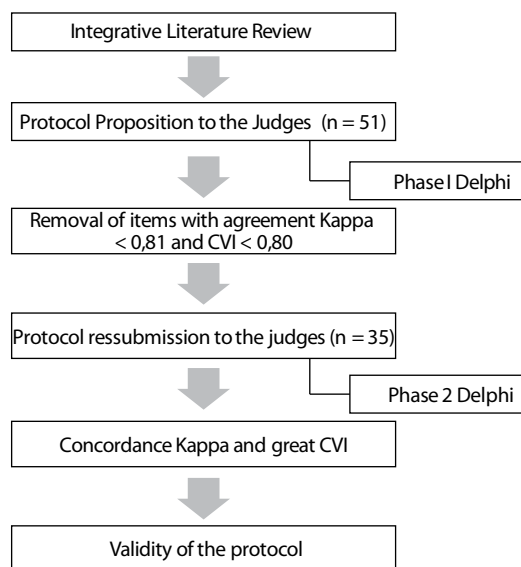 Integrative Literature Review
Protocol Proposition to the Judges (n = 51)
Phase I Delphi
Removal of items with agreement Kappa
< 0,81 and CVI < 0,80
Protocol ressubmission to the judges (n = 35)
Phase 2 Delphi
Concordance Kappa and great CVI
Validity of the protocol